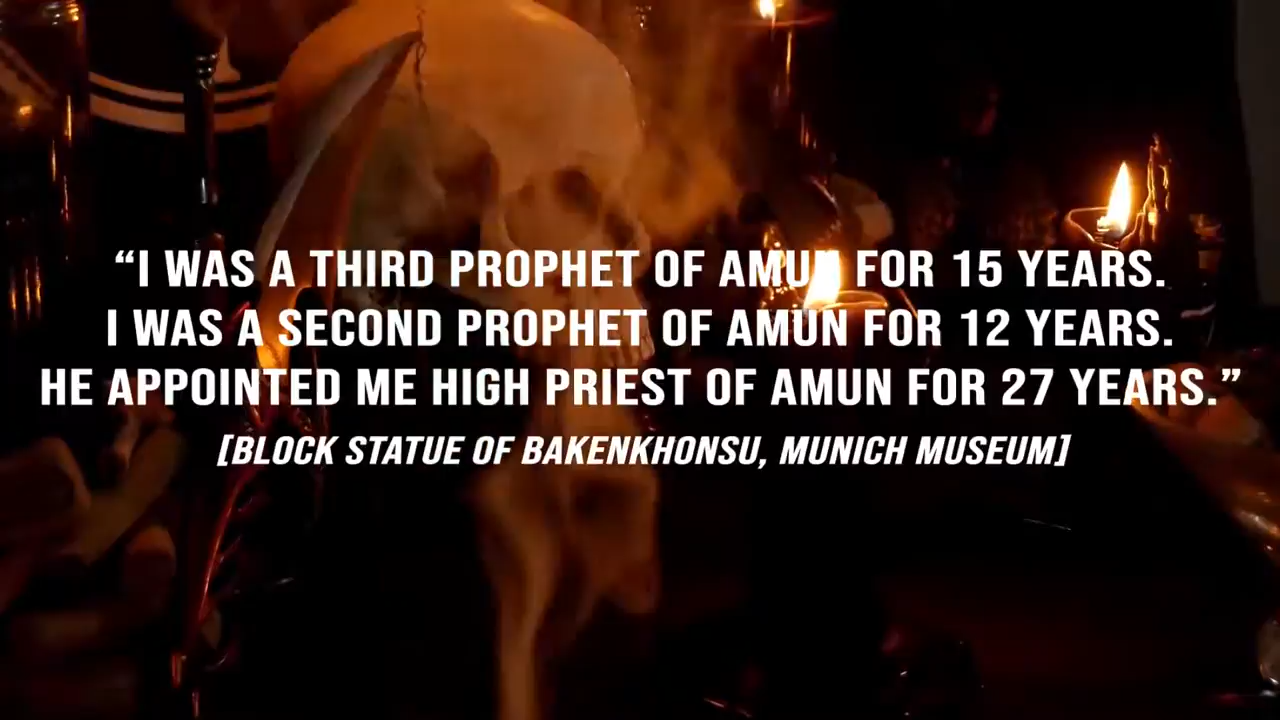 “I WAS A THIRD PROPHET OF AMUN FOR 15 YEARS.
I WAS A SECOND PROPHET OF AMUN FOR 12 YEARS.
HE APPOINTED ME HIGH PRIEST OF AMUN FOR 27 YEARS.”
[BLOCK STATUE OF BAKENKHONSU, MUNICH MUSEUM]